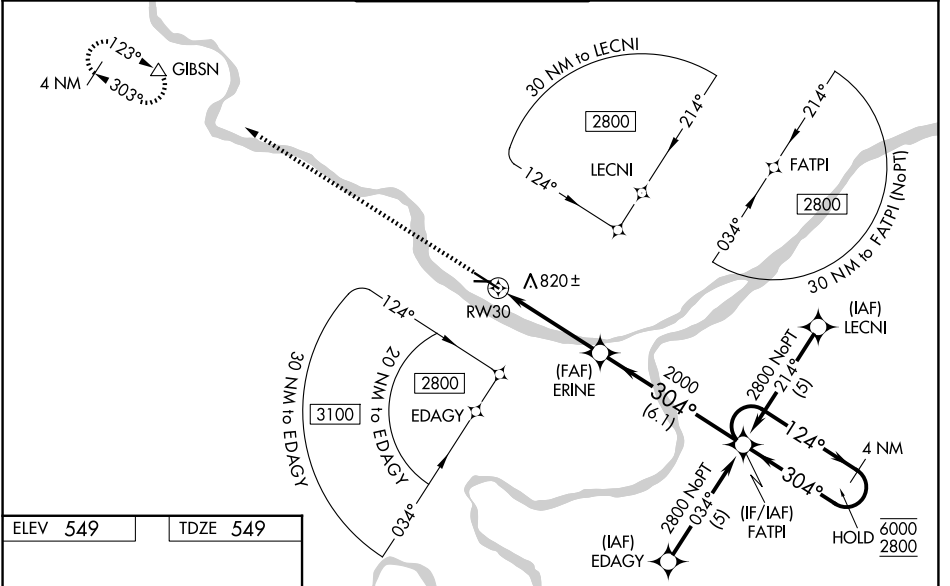 123°
GIBSN
4 NM
303°
30 NM to LECNI
2800
214°
LECNI
124°
214°
FATPI
2800
034°
30 NM to FATPI (NoPT)
820±
RW30
(FAF)
ERINE
2000
304°
(6.1)
(IAF)
LECNI
2800 NoPT
214°
(5)
124°
4 NM
304°
HOLD
6000
2800
(IF/IAF)
FATPI
2800 NoPT
034°
(5)
(IAF)
EDAGY
124°
30 NM to EDAGY
3100
20 NM to EDAGY
2800
EDAGY
034°
ELEV 549
TDZE 549